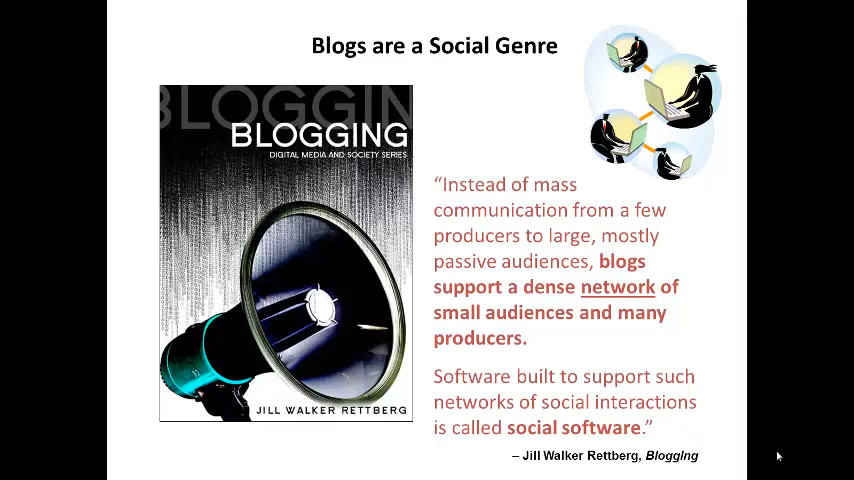 Blogs are a Social Genre
BLOGGIN
BLOGGING
DIGITAL MEDIA AND SOCIETY SERIES
JILL WALKER RETTBERG
“Instead of mass
communication from a few
producers to large, mostly
passive audiences, blogs
support a dense network of
small audiences and many
producers.
Software built to support such
networks of social interactions
is called social software.”
– Jill Walker Rettberg, Blogging